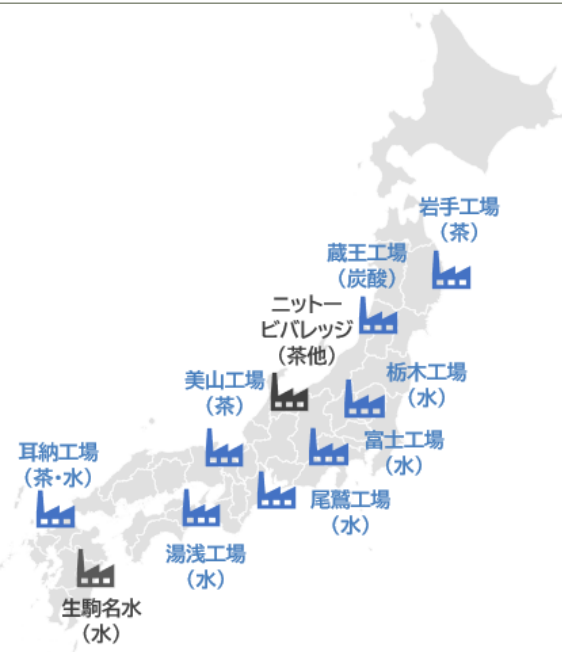 岩手工場
（茶）
蔵王工場
（炭酸）
ニットー
ビバレッジ
（茶他）
美山工場
（茶）
栃木工場
（水）
耳納工場
（茶・水）
富士工場
（水）
尾鷲工場
（水）
湯浅工場
（水）
生駒名水
（水）